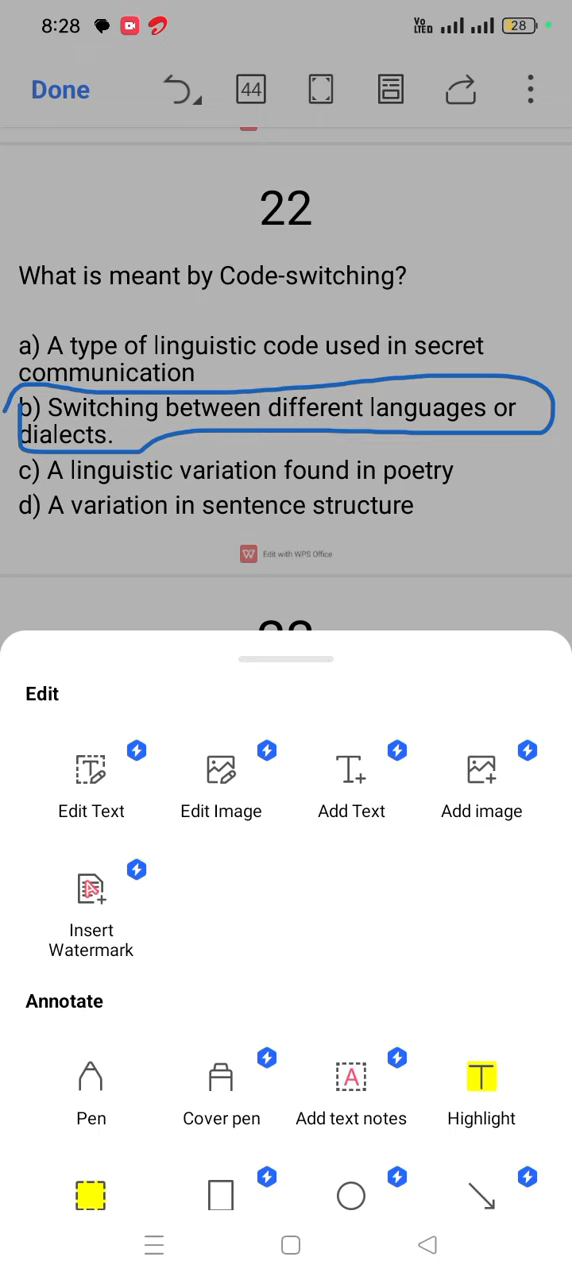 8:28
Vo
LTED
28
Done
44
22
What is meant by Code-switching?
a) A type of linguistic code used in secret
communication
b) Switching between different languages or
dialects.
c) A linguistic variation found in poetry
d) A variation in sentence structure
Edit with WPS Office
Edit
Edit Text
Edit Image
Add Text
Add image
Insert
Watermark
Annotate
Pen
Cover pen
Add text notes
Highlight